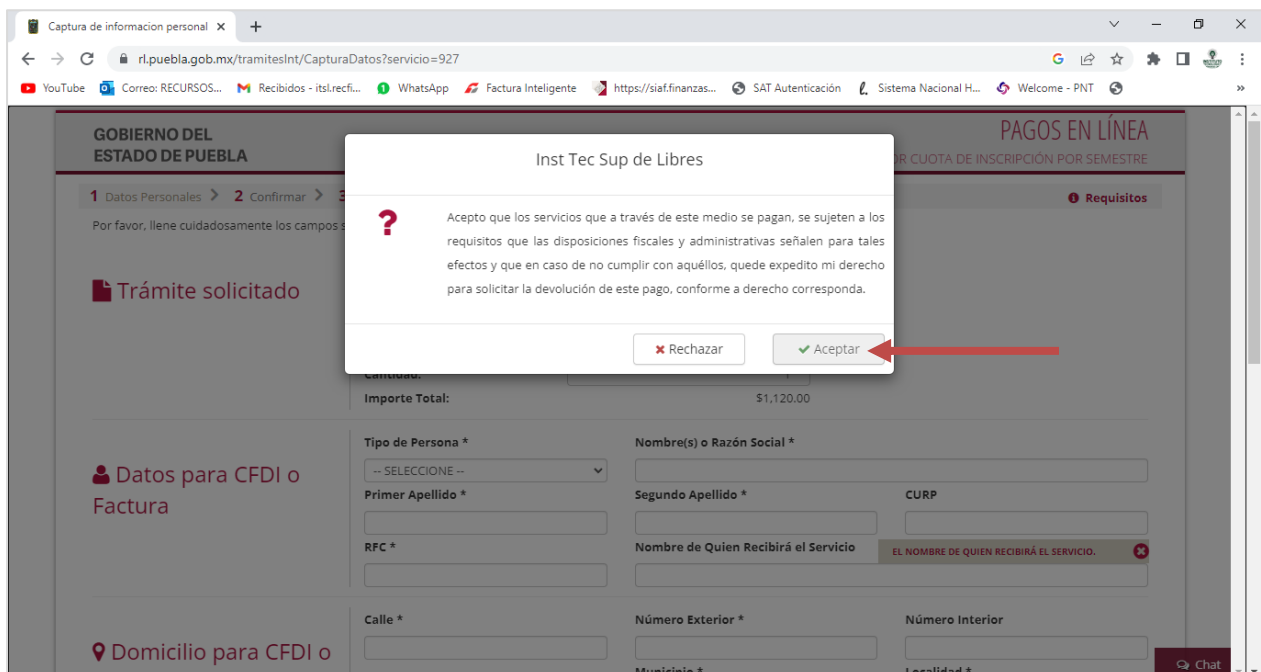 Captura de informacion personal
rl.puebla.gob.mx/tramitesInt/CapturaDatos?servicio=927
YouTube Correo: RECURSOS... Recibidos - itsl.recfi... WhatsApp Factura Inteligente https://siaf.finanzas... SAT Autenticación Sistema Nacional H... Welcome - PNT »
GOBIERNO DEL
ESTADO DE PUEBLA
PAGOS EN LÍNEA
OR CUOTA DE INSCRIPCIÓN POR SEMESTRE
1 Datos Personales > 2 Confirmar > 3
Requisitos
Por favor, llene cuidadosamente los campos s
Inst Tec Sup de Libres
?
Acepto que los servicios que a través de este medio se pagan, se sujeten a los
requisitos que las disposiciones fiscales y administrativas señalen para tales
efectos y que en caso de no cumplir con aquéllos, quede expedito mi derecho
para solicitar la devolución de este pago, conforme a derecho corresponda.
Rechazar
Aceptar
Trámite solicitado
Cantidad:
1
Importe Total:
$1,120.00
Datos para CFDI o
Factura
Tipo de Persona *
Nombre(s) o Razón Social *
-- SELECCIONE --
Primer Apellido *
Segundo Apellido *
CURP
RFC *
Nombre de Quien Recibirá el Servicio
EL NOMBRE DE QUIEN RECIBIRÁ EL SERVICIO.
Domicilio para CFDI o
Calle *
Número Exterior *
Número Interior
Municipio *
Localidad *
Chat